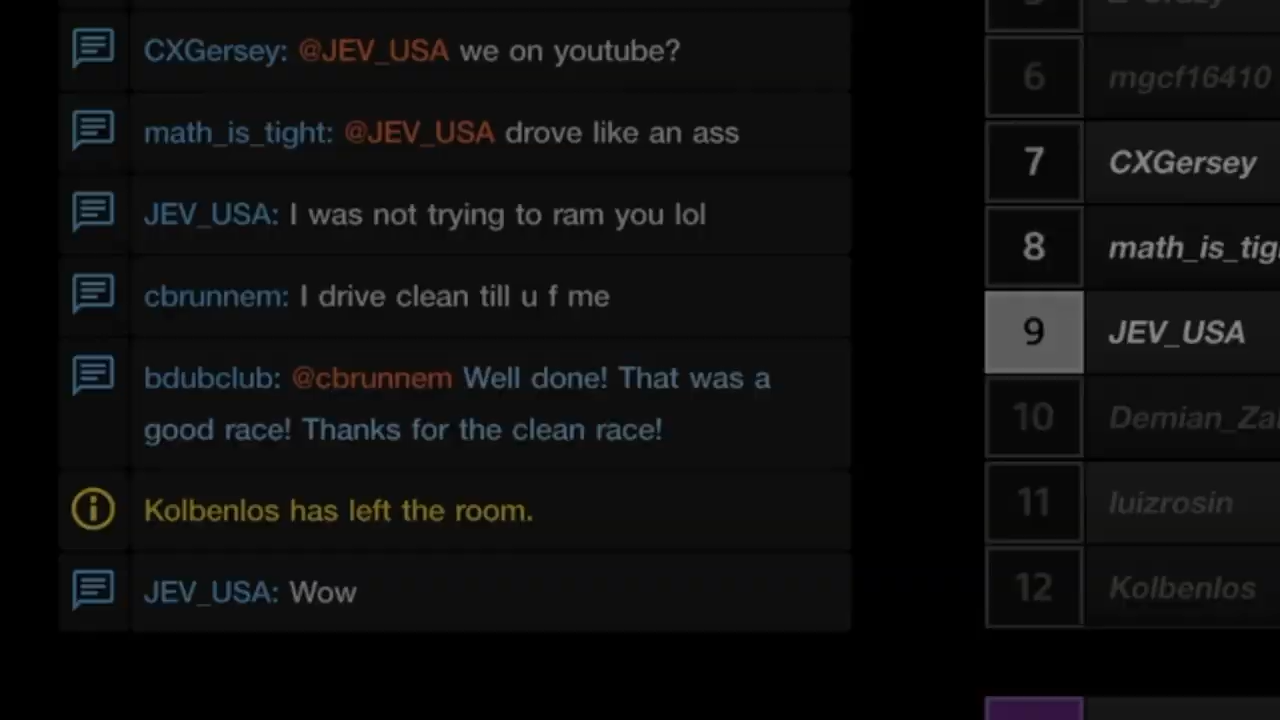 CXGersey: @JEV_USA we on youtube?
math_is_tight: @JEV_USA drove like an ass
JEV_USA: I was not trying to ram you lol
cbrunnem: I drive clean till u f me
bdubclub: @cbrunnem Well done! That was a
good race! Thanks for the clean race!
Kolbenlos has left the room.
JEV_USA: Wow
6 mgcf16410
7 CXGersey
8 math_is_tig
9 JEV_USA
10 Demian_Za
11 luizrosin
12 Kolbenlos